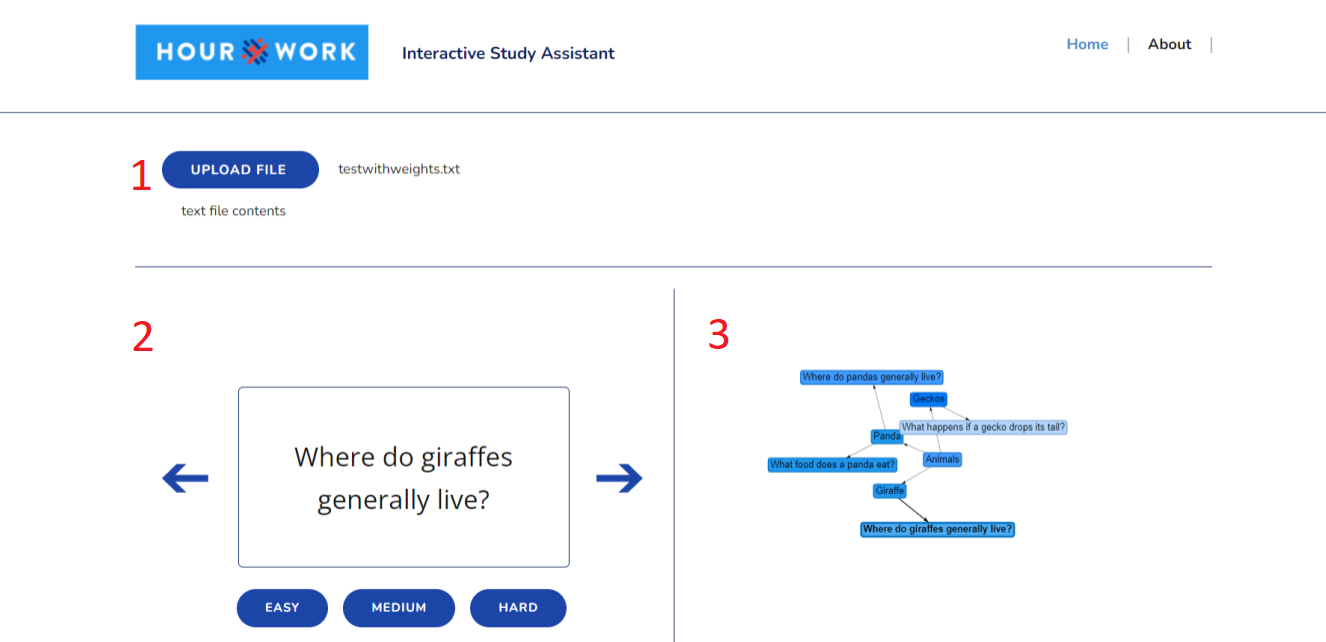 HOUR WORK
Interactive Study Assistant
Home | About |
1
UPLOAD FILE
testwithweights.txt
text file contents
2
Where do giraffes
generally live?
EASY
MEDIUM
HARD
3
Where do pandas generally live?
Geckos
What happens if a gecko drops its tail?
Panda
Animals
What food does a panda eat?
Giraffe
Where do giraffes generally live?